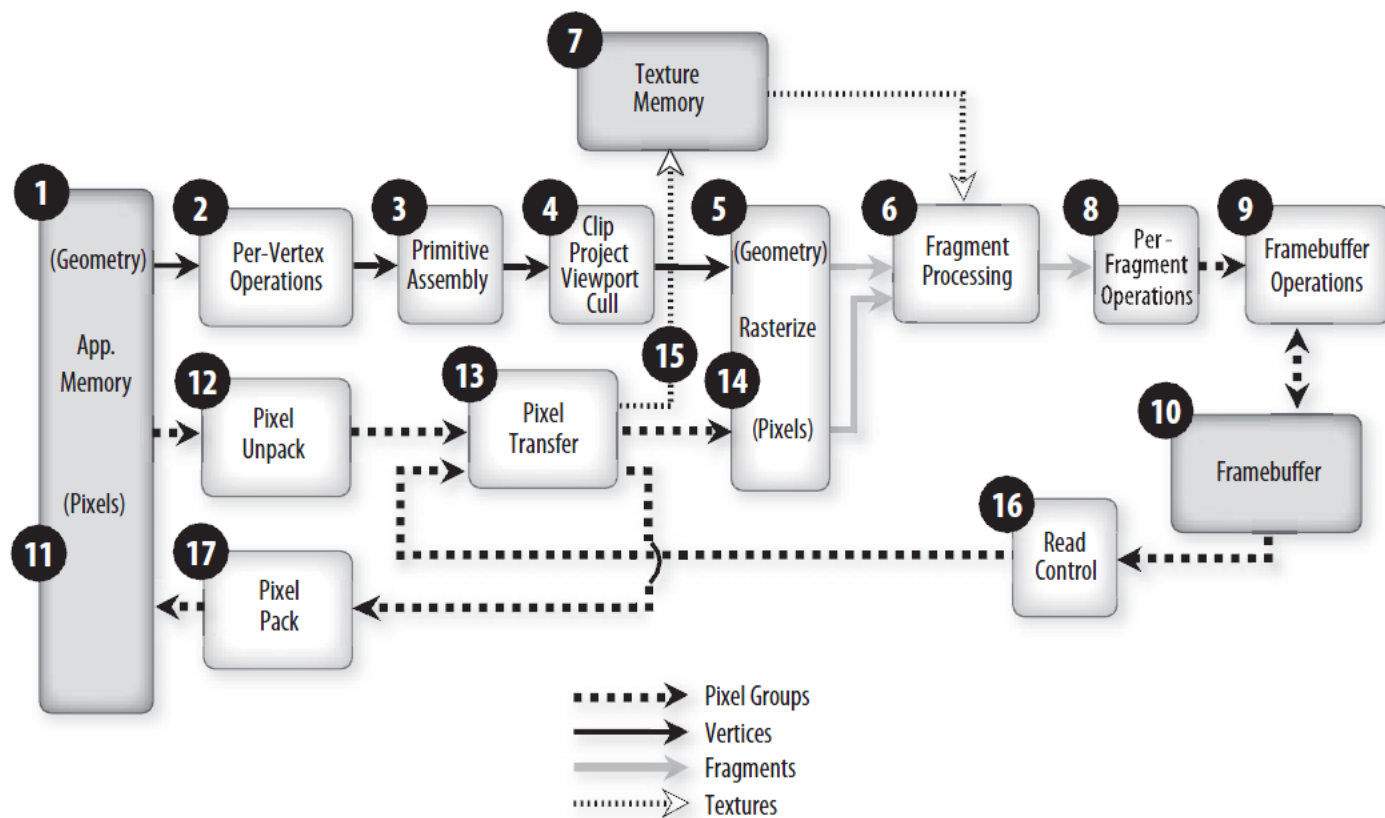 7
Texture
Memory
1
(Geometry)
App.
Memory
(Pixels)
11
2
Per-Vertex
Operations
3
Primitive
Assembly
4
Clip
Project
Viewport
Cull
5
(Geometry)
Rasterize
14
(Pixels)
6
Fragment
Processing
8
Per-
Fragment
Operations
9
Framebuffer
Operations
15
12
Pixel
Unpack
13
Pixel
Transfer
10
Framebuffer
16
Read
Control
17
Pixel
Pack
Pixel Groups
Vertices
Fragments
Textures